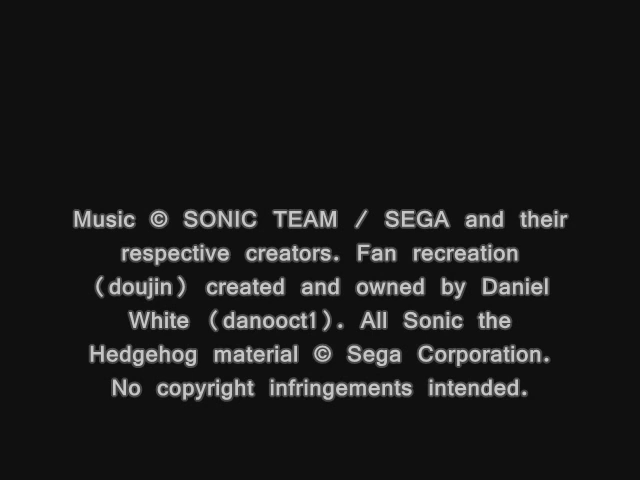 Music © SONIC TEAM / SEGA and their
respective creators. Fan recreation
(doujin) created and owned by Daniel
White (danooct1). All Sonic the
Hedgehog material © Sega Corporation.
No copyright infringements intended.